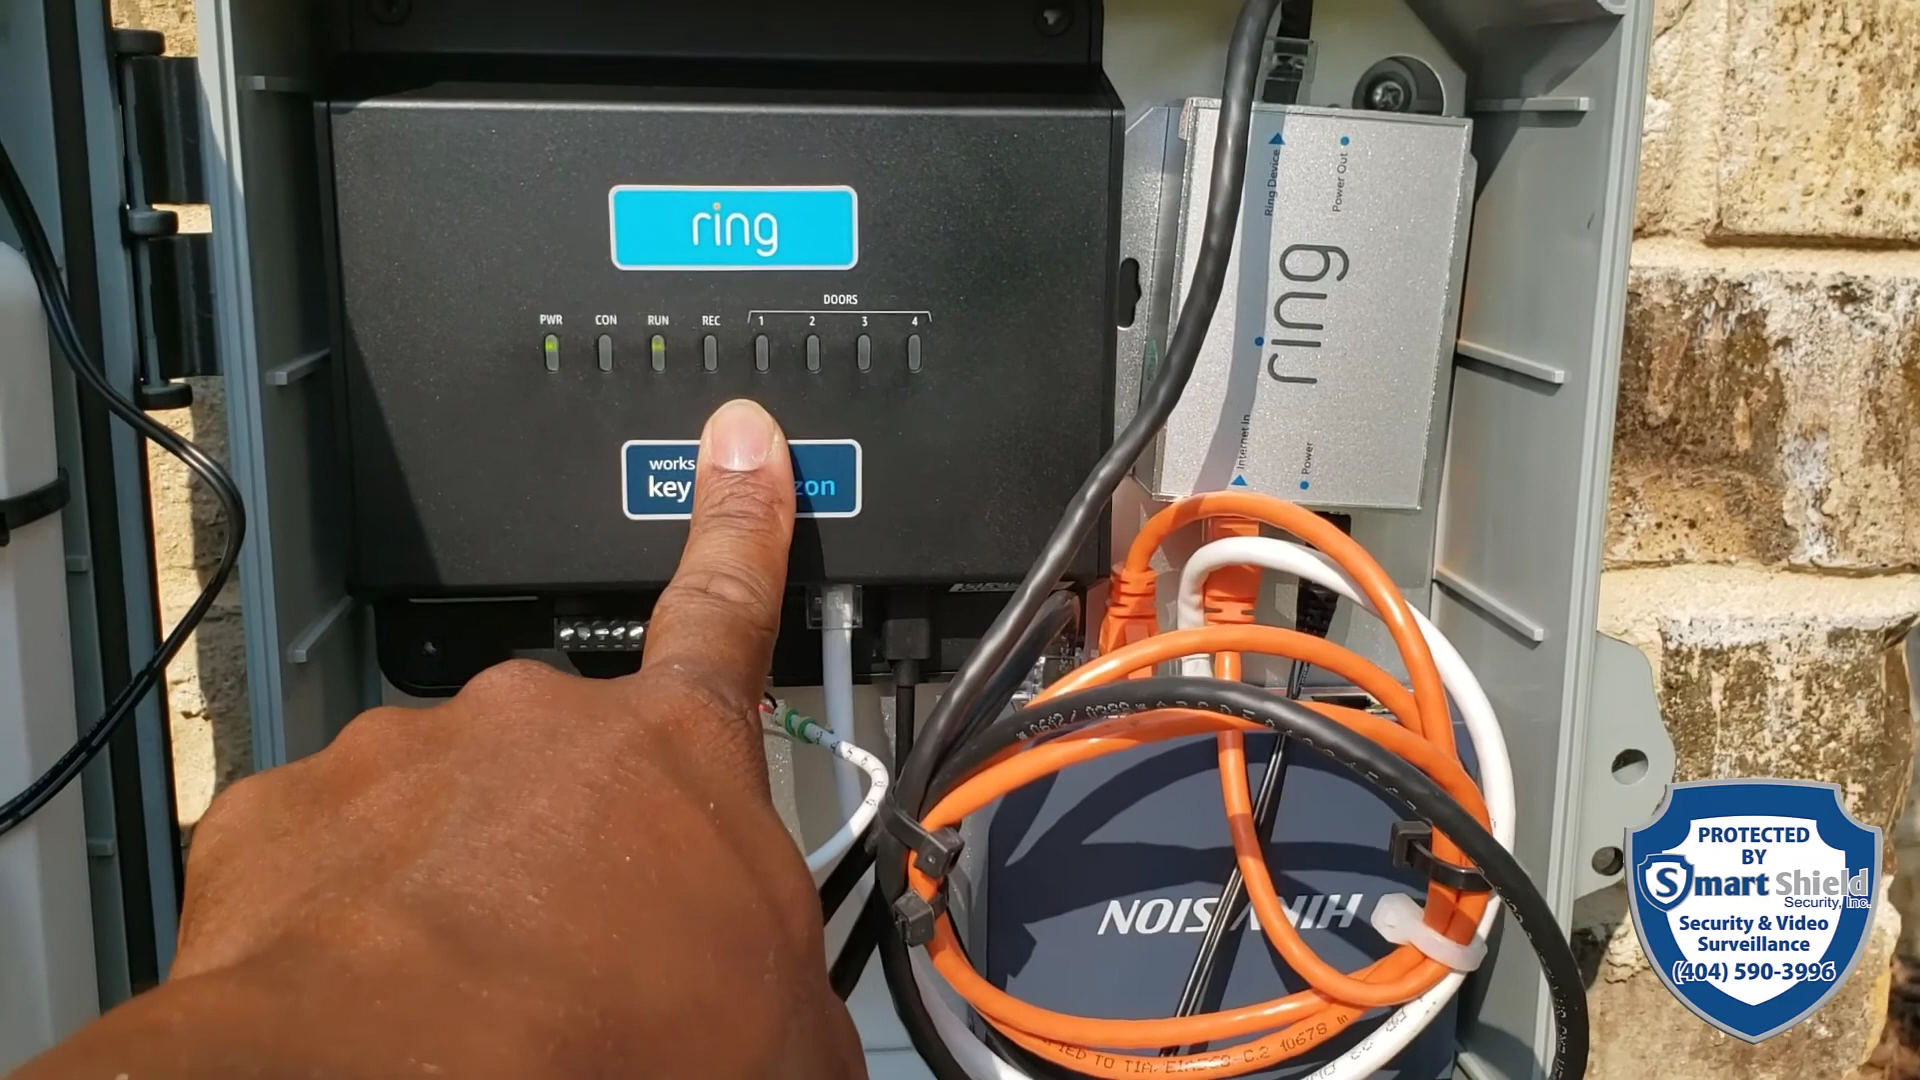 ring
DOORS
PWR CON RUN REC 1 2 3 4
works
key zon
Ring Device
Power Out
ring
Internet In
Power
HIKVISION
PROTECTED
BY
Smart Shield
Security, Inc.
Security & Video
Surveillance
(404) 590-3996